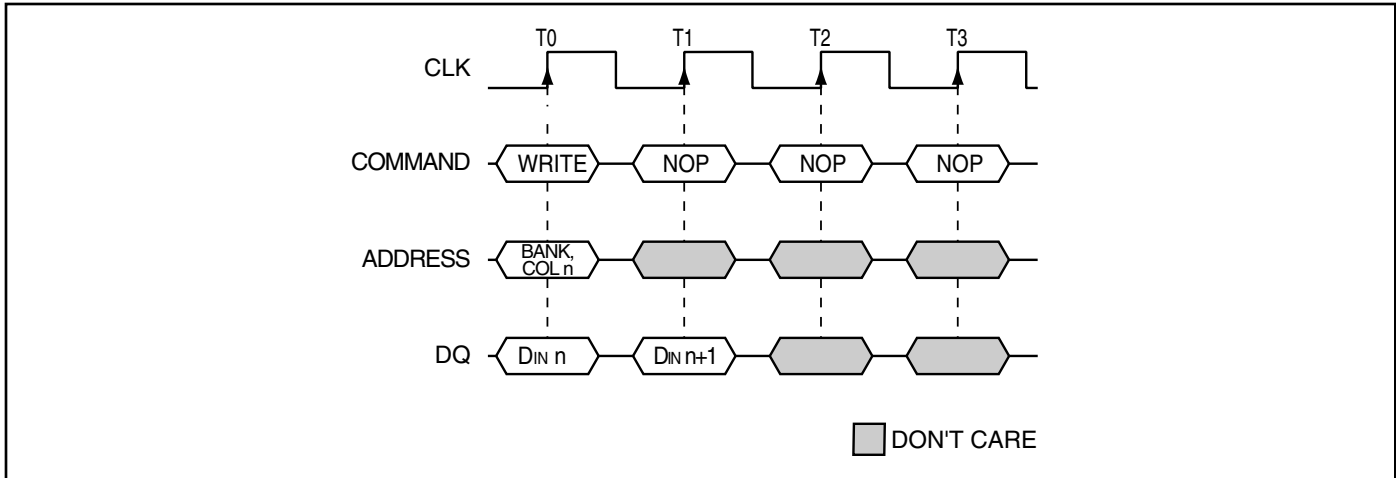 T0 T1 T2 T3
CLK
COMMAND WRITE NOP NOP NOP
ADDRESS BANK, COL n
DQ DIN n DIN n+1
DON'T CARE